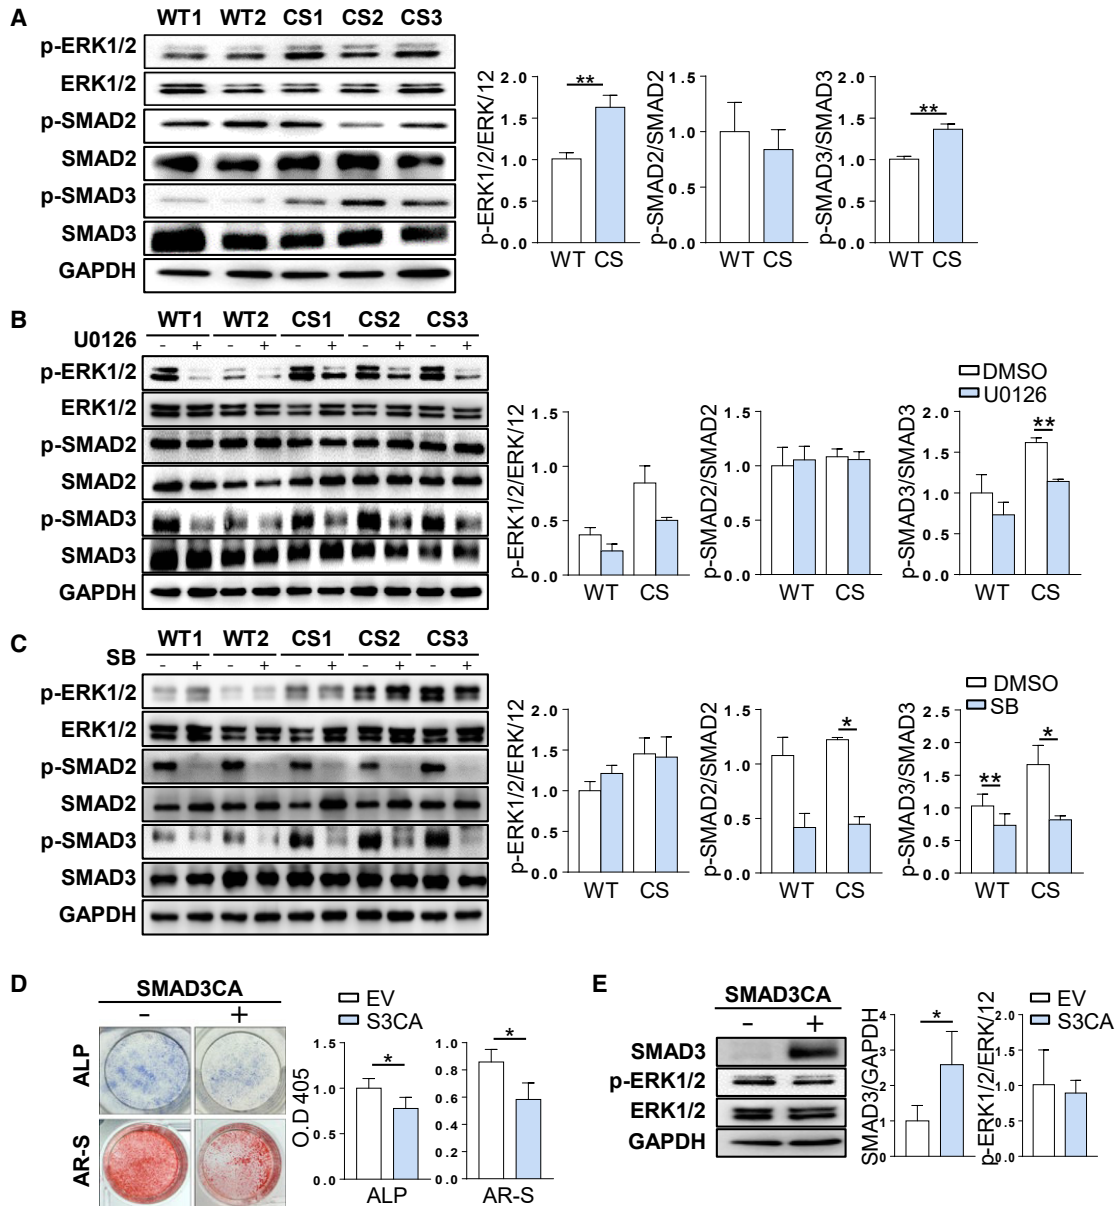 A
WT1 WT2 CS1 CS2 CS3
p-ERK1/2
ERK1/2
p-SMAD2
SMAD2
p-SMAD3
SMAD3
GAPDH
p-ERK1/2/ERK/12
2.0
1.5
1.0
0.5
0.0
**
WT CS
p-SMAD2/SMAD2
1.5
1.0
0.5
0.0
WT CS
p-SMAD3/SMAD3
2.0
1.5
1.0
0.5
0.0
**
WT CS
B
WT1 WT2 CS1 CS2 CS3
U0126 - + - + - + - + - +
p-ERK1/2
ERK1/2
p-SMAD2
SMAD2
p-SMAD3
SMAD3
GAPDH
p-ERK1/2/ERK/12
1.5
1.0
0.5
0.0
WT CS
p-SMAD2/SMAD2
1.5
1.0
0.5
0.0
WT CS
DMSO
U0126
p-SMAD3/SMAD3
2.0
1.5
1.0
0.5
0.0
**
WT CS
C
WT1 WT2 CS1 CS2 CS3
SB - + - + - + - + - +
p-ERK1/2
ERK1/2
p-SMAD2
SMAD2
p-SMAD3
SMAD3
GAPDH
p-ERK1/2/ERK/12
2.0
1.5
1.0
0.5
0.0
WT CS
p-SMAD2/SMAD2
1.5
1.0
0.5
0.0
*
WT CS
DMSO
SB
p-SMAD3/SMAD3
2.5
2.0
1.5
1.0
0.5
0.0
** *
WT CS
D
SMAD3CA
- +
ALP
AR-S
EV
S3CA
O.D 405
1.5
1.0
0.5
0.0
*
ALP
1.0
0.8
0.6
0.4
0.2
0.0
*
AR-S
E
SMAD3CA
- +
SMAD3
p-ERK1/2
ERK1/2
GAPDH
SMAD3/GAPDH
4
3
2
1
0
*
EV
S3CA
p-ERK1/2/ERK/12
2.0
1.5
1.0
0.5
0.0